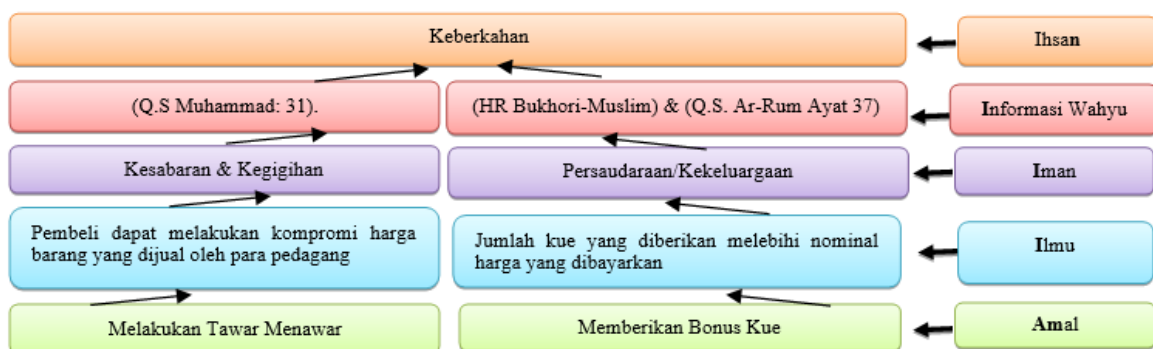 Keberkahan
Ihsan
(Q.S Muhammad: 31).
(HR Bukhori-Muslim) & (Q.S. Ar-Rum Ayat 37)
Informasi Wahyu
Kesabaran & Kegigihan
Persaudaraan/Kekeluargaan
Iman
Pembeli dapat melakukan kompromi harga
barang yang dijual oleh para pedagang
Jumlah kue yang diberikan melebihi nominal
harga yang dibayarkan
Ilmu
Melakukan Tawar Menawar
Memberikan Bonus Kue
Amal